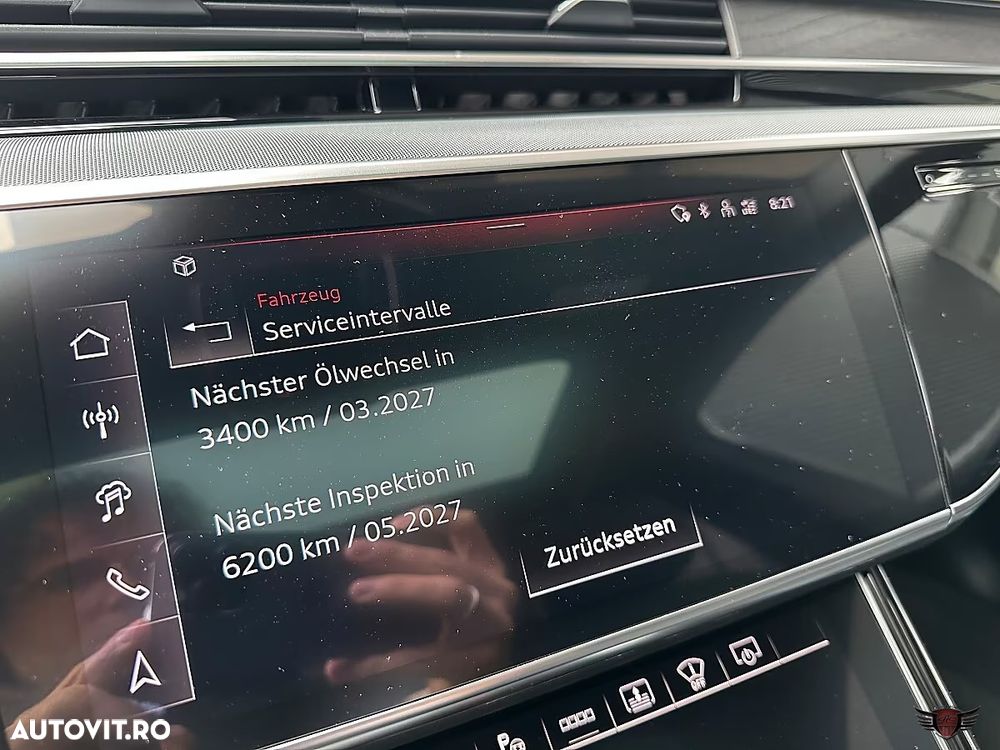 8:21
Fahrzeug
Serviceintervalle
Nächster Ölwechsel in
3400 km / 03.2027
Nächste Inspektion in
6200 km / 05.2027
Zurücksetzen
OFF
AUTOVIT.RO